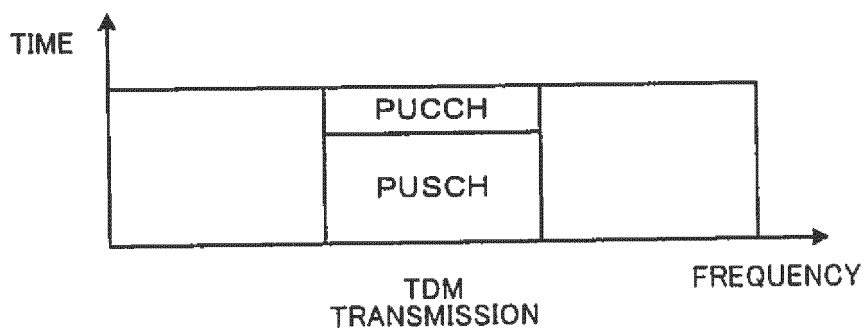 TIME
PUCCH
PUSCH
FREQUENCY
TDM
TRANSMISSION